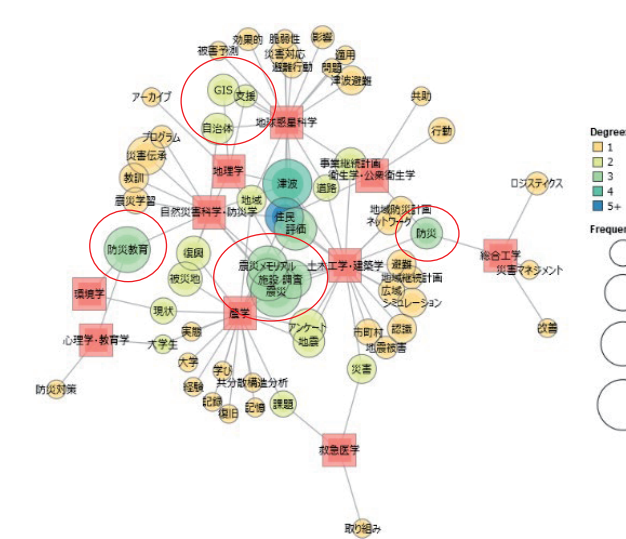 効果的
脆弱性
影響
被害予測
災害対応
適用
避難行動
問題
津波避難
GIS
支援
アーカイブ
共助
自治体
地球惑星科学
行動
プログラム
災害伝承
地理学
事業継続計画
衛生学・公衆衛生学
教訓
津波
道路
ロジスティクス
震災学習
地域
自然災害科学・防災学
住民
地域防災計画
ネットワーク
評価
防災
防災教育
復興
震災メモリアル
土木工学・建築学
避難
総合工学
災害マネジメント
被災地
施設
調査
地域継続計画
震災
広域
環境学
シミュレーション
現状
層学
アンケート
市町村
認識
改善
心理学・教育学
大学生
実態
地震
地震被害
大学
学び
災害
防災対策
経験
共分散構造分析
記録
復旧
記憶
課題
救急医学
取り組み
Degree
1
2
3
4
5+
Frequen